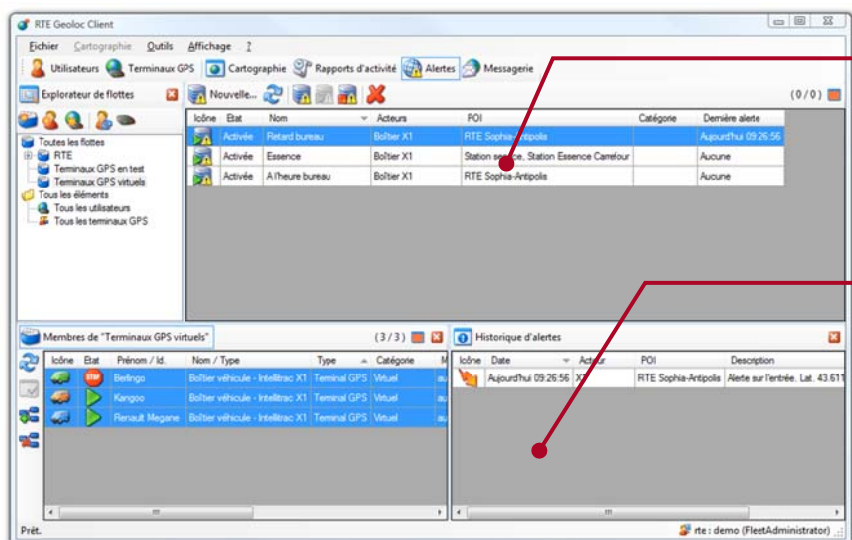 RTE Geoloc Client
Eichier Cartographie Outils Affichage ?
Utilisateurs Terminaux GPS Cartographie Rapports d'activité Alertes Messagerie
Explorateur de flottes
Nouvelle... (0/0)
Icône Etat Nom Acteurs POI Catégorie Dernière alerte
Activée Retard bureau Boîtier X1 RTE Sophia-Antipolis Aujourd'hui 09:26:56
Activée Essence Boîtier X1 Station service, Station Essence Carrefour Aucune
Activée A l'heure bureau Boîtier X1 RTE Sophia-Antipolis Aucune
Toutes les flottes
RTE
Terminaux GPS en test
Terminaux GPS virtuels
Tous les éléments
Tous les utilisateurs
Tous les terminaux GPS
Membres de "Terminaux GPS virtuels" (3/3)
Icône Etat Prénom / Id. Nom / Type Type Catégorie M
STOP Berlingo Boîtier véhicule - Intellitrac X1 Terminal GPS Virtuel au
Kangoo Boîtier véhicule - Intellitrac X1 Terminal GPS Virtuel au
Renault Megane Boîtier véhicule - Intellitrac X1 Terminal GPS Virtuel au
Historique d'alertes
Icône Date Acteur POI Description
Aujourd'hui 09:26:56 X1 RTE Sophia-Antipolis Alerte sur l'entrée. Lat. 43.611
Prêt.
rte : demo (FleetAdministrator)